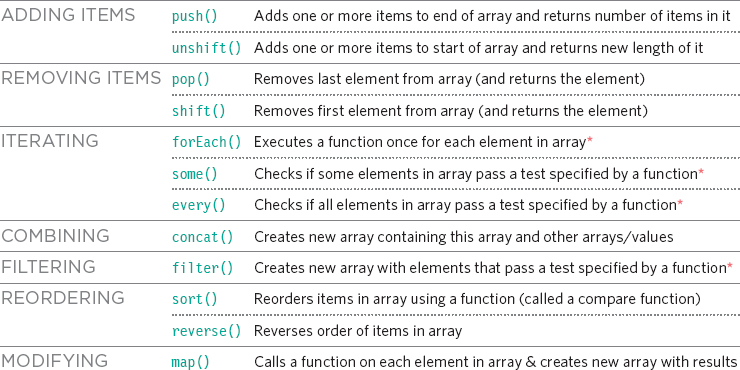 ADDING ITEMS push() Adds one or more items to end of array and returns number of items in it
unshift() Adds one or more items to start of array and returns new length of it
REMOVING ITEMS pop() Removes last element from array (and returns the element)
shift() Removes first element from array (and returns the element)
ITERATING forEach() Executes a function once for each element in array*
some() Checks if some elements in array pass a test specified by a function*
every() Checks if all elements in array pass a test specified by a function*
COMBINING concat() Creates new array containing this array and other arrays/values
FILTERING filter() Creates new array with elements that pass a test specified by a function*
REORDERING sort() Reorders items in array using a function (called a compare function)
reverse() Reverses order of items in array
MODIFYING map() Calls a function on each element in array & creates new array with results